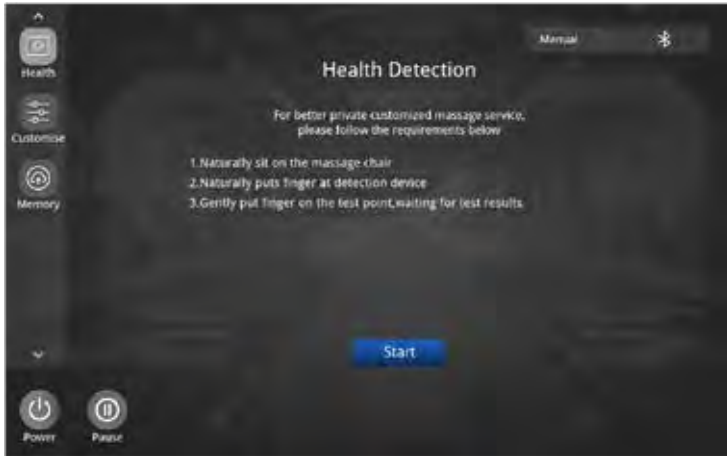 Manual
Health
Health Detection
For better private customized massage service,
please follow the requirements below
Customise
1.Naturally sit on the massage chair
2.Naturally puts finger at detection device
3.Gently put finger on the test point,waiting for test results
Memory
Start
Power
Pause